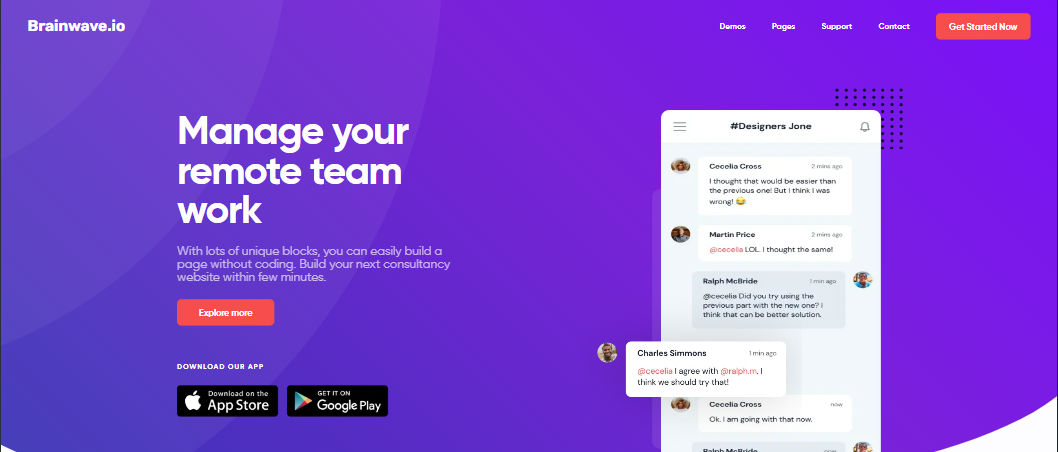 Brainwave.io
Demos
Pages
Support
Contact
Get Started Now
Manage your
remote team
work
With lots of unique blocks, you can easily build a
page without coding. Build your next consultancy
website within few minutes.
Explore more
DOWNLOAD OUR APP
Download on the
App Store
GET IT ON
Google Play
#Designers Jone
Cecelia Cross
2 mins ago
I thought that would be easier than
the previous one! But I think I was
wrong! 😂
Martin Price
2 mins ago
@cecelia LOL. I thought the same!
Ralph McBride
1 min ago
@cecelia Did you try using the
previous part with the new one? I
think that can be better solution.
Charles Simmons
1 min ago
@cecelia I agree with @ralph.m. I
think we should try that!
Cecelia Cross
now
Ok. I am going with that now.
Ralph McBride
now